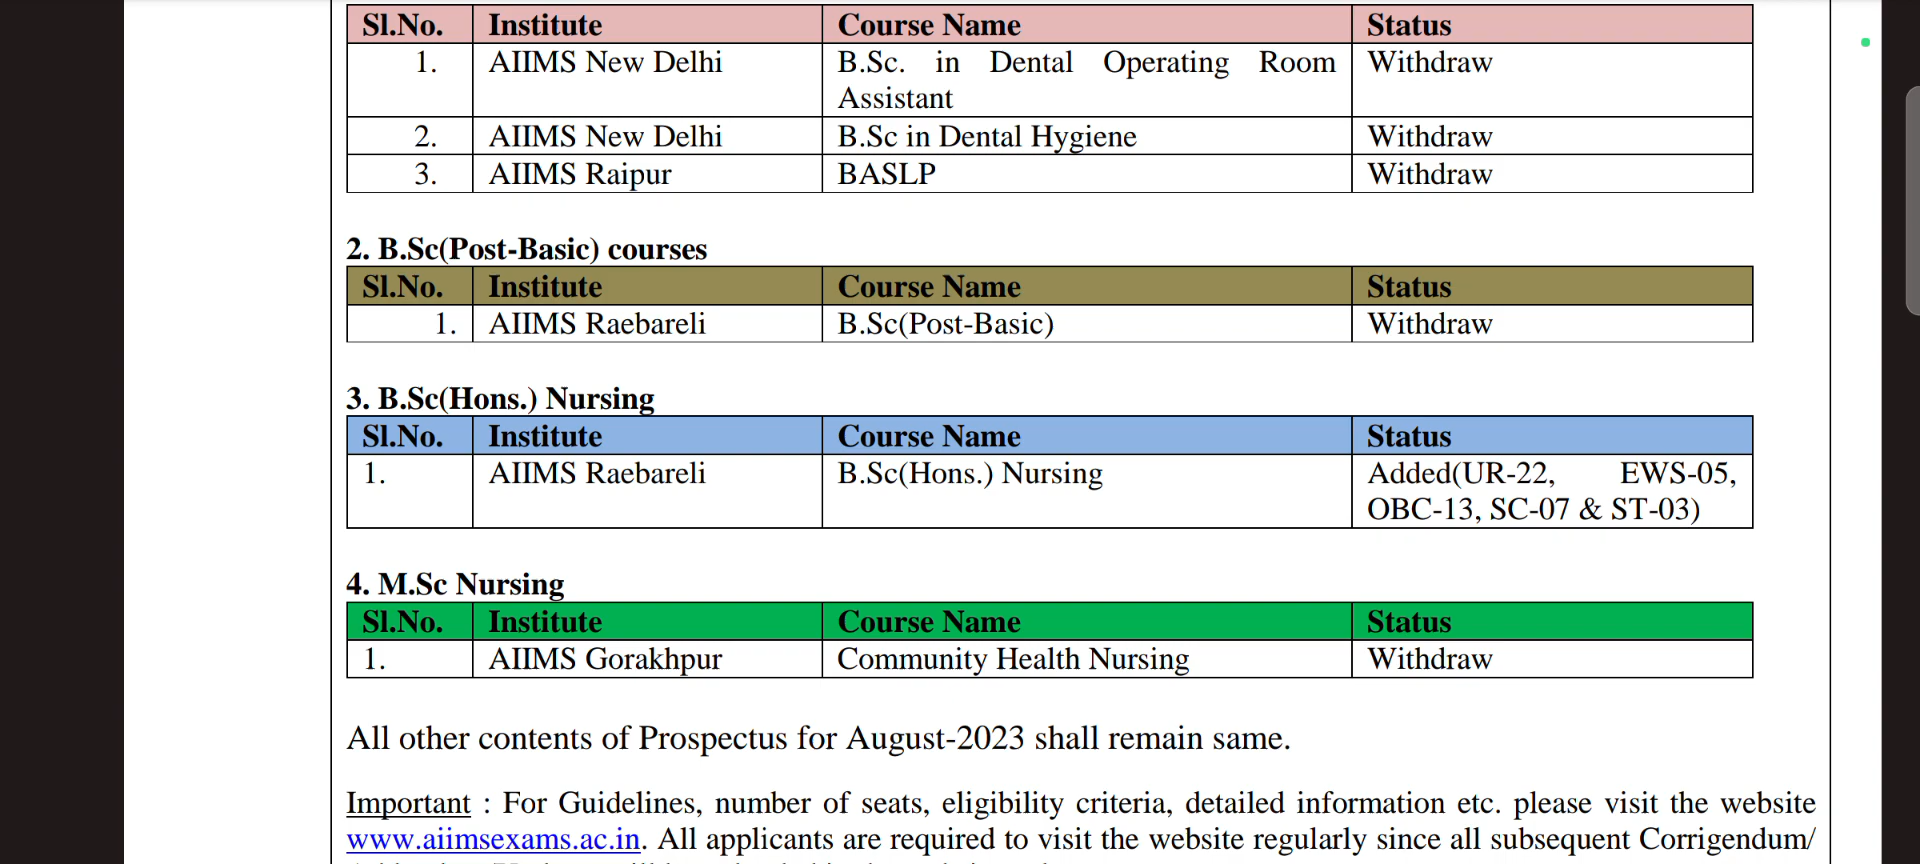 Sl.No. Institute Course Name Status
1. AIIMS New Delhi B.Sc. in Dental Operating Room Withdraw
Assistant
2. AIIMS New Delhi B.Sc in Dental Hygiene Withdraw
3. AIIMS Raipur BASLP Withdraw
2. B.Sc(Post-Basic) courses
Sl.No. Institute Course Name Status
1. AIIMS Raebareli B.Sc(Post-Basic) Withdraw
3. B.Sc(Hons.) Nursing
Sl.No. Institute Course Name Status
1. AIIMS Raebareli B.Sc(Hons.) Nursing Added(UR-22, EWS-05,
OBC-13, SC-07 & ST-03)
4. M.Sc Nursing
Sl.No. Institute Course Name Status
1. AIIMS Gorakhpur Community Health Nursing Withdraw
All other contents of Prospectus for August-2023 shall remain same.
Important : For Guidelines, number of seats, eligibility criteria, detailed information etc. please visit the website
www.aiimsexams.ac.in. All applicants are required to visit the website regularly since all subsequent Corrigendum/